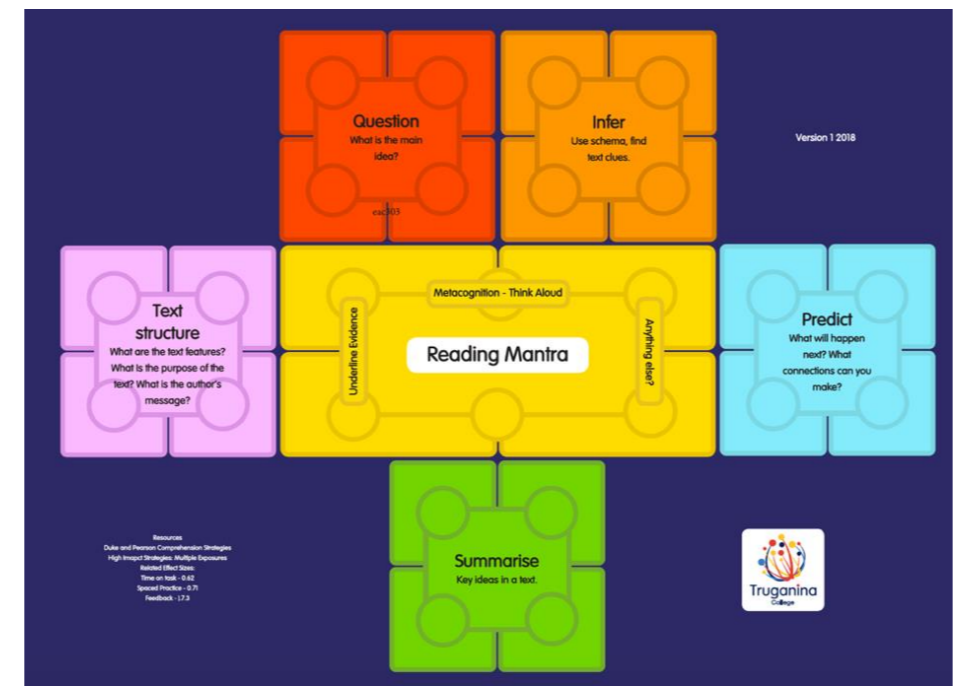 Question
What is the main
idea?
eac303
Infer
Use schema, find
text clues.
Version 1 2018
Text
structure
What are the text features?
What is the purpose of the
text? What is the author's
message?
Metacognition - Think Aloud
Underline Evidence
Reading Mantra
Anything else?
Predict
What will happen
next? What
connections can you
make?
Summarise
Key ideas in a text.
Resources
Duke and Pearson Comprehension Strategies
High Imapct Strategies: Multiple Exposures
Related Effect Sizes:
Time on task - 0.62
Spaced Practice - 0.71
Truganina
College